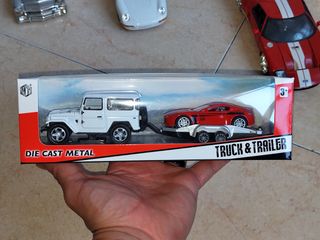 3+
DIE CAST METAL
TRUCK & TRAILER